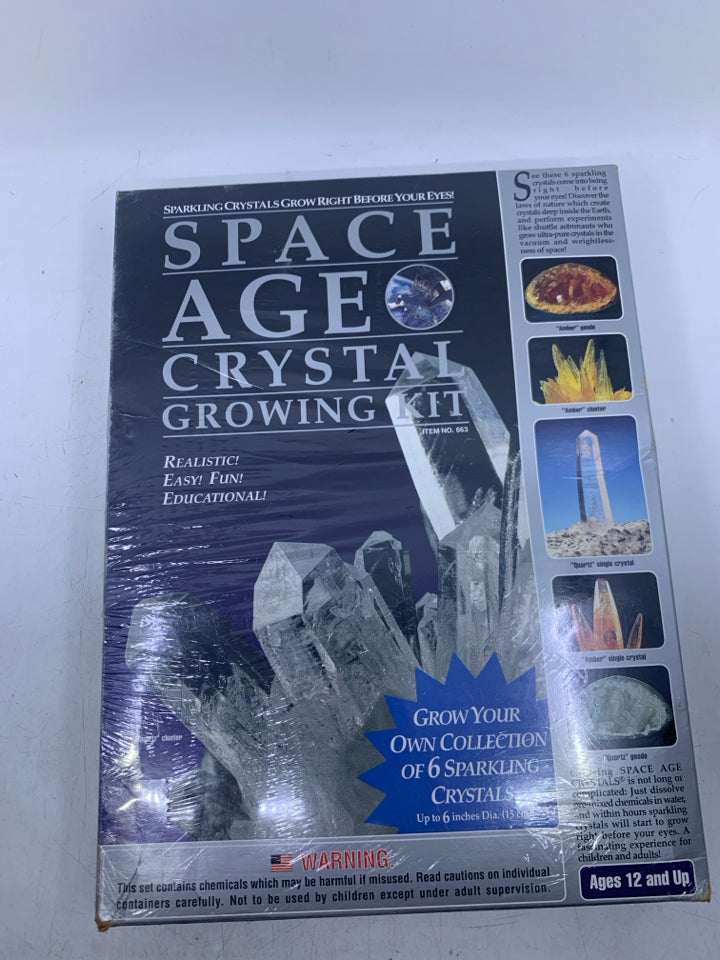 SPARKLING CRYSTALS GROW RIGHT BEFORE YOUR EYES!
SPACE
AGE
CRYSTAL
GROWING KIT
ITEM NO. 663
REALISTIC!
EASY! FUN!
EDUCATIONAL!
See these 6 sparkling
crystals come into being
right before
your eyes! Discover the
laws of nature which create
crystals deep inside the Earth,
and perform experiments
like shuttle astronauts who
grow ultra-pure crystals in the
vacuum and weightless-
ness of space!
"Amber" geode
"Amber" cluster
"Quartz" single crystal
"Amber" single crystal
"Quartz" geode
cluster
GROW YOUR
OWN COLLECTION
OF 6 SPARKLING
CRYSTALS
Up to 6 inches Dia. (15 cm
Growing SPACE AGE
CRYSTALS® is not long or
complicated: Just dissolve
premixed chemicals in water,
and within hours sparkling
crystals will start to grow
right before your eyes. A
fascinating experience for
children and adults!
WARNING:
This set contains chemicals which may be harmful if misused. Read cautions on individual
containers carefully. Not to be used by children except under adult supervision.
Ages 12 and Up